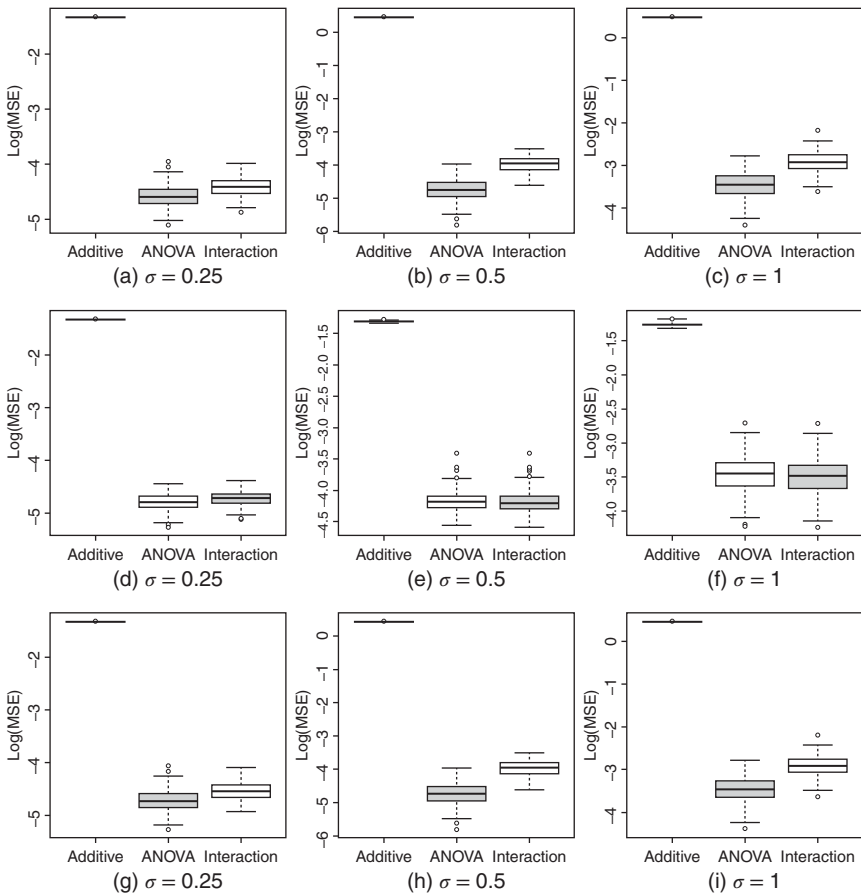 Log(MSE)
−2
−3
−4
−5
Additive ANOVA Interaction
(a) σ = 0.25
Log(MSE)
0
−1
−2
−3
−4
−5
−6
Additive ANOVA Interaction
(b) σ = 0.5
Log(MSE)
0
−1
−2
−3
−4
Additive ANOVA Interaction
(c) σ = 1
Log(MSE)
−2
−3
−4
−5
Additive ANOVA Interaction
(d) σ = 0.25
Log(MSE)
−1.5
−2.0
−2.5
−3.0
−3.5
−4.0
−4.5
Additive ANOVA Interaction
(e) σ = 0.5
Log(MSE)
−1.5
−2.0
−2.5
−3.0
−3.5
−4.0
Additive ANOVA Interaction
(f) σ = 1
Log(MSE)
−2
−3
−4
−5
Additive ANOVA Interaction
(g) σ = 0.25
Log(MSE)
0
−1
−2
−3
−4
−5
−6
Additive ANOVA Interaction
(h) σ = 0.5
Log(MSE)
0
−1
−2
−3
−4
Additive ANOVA Interaction
(i) σ = 1